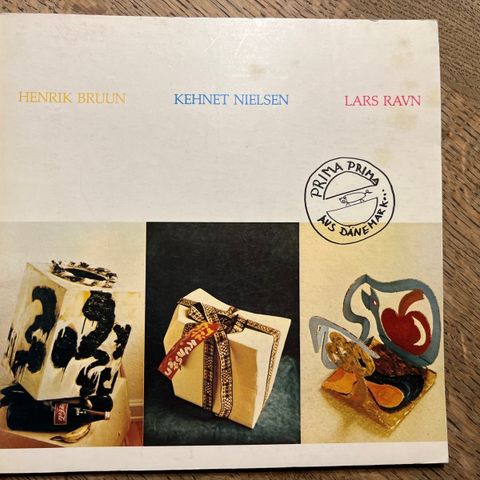 HENRIK BRUUN
KEHNET NIELSEN
LARS RAVN
PRIMA PRIMA
AUS DÄNEMARK...